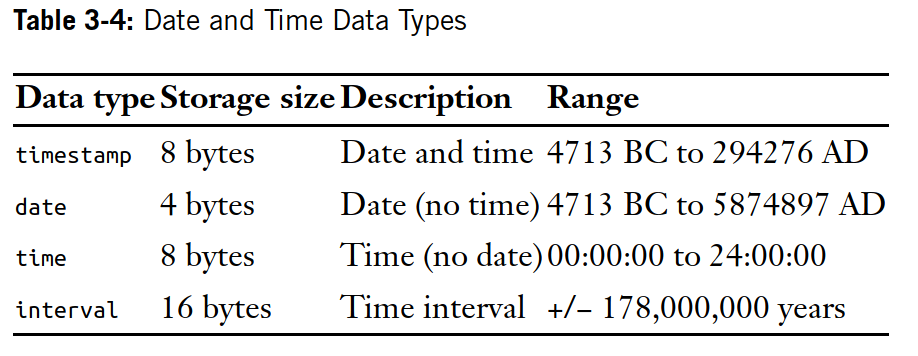 Table 3-4: Date and Time Data Types
Data type Storage size Description Range
timestamp 8 bytes Date and time 4713 BC to 294276 AD
date 4 bytes Date (no time) 4713 BC to 5874897 AD
time 8 bytes Time (no date) 00:00:00 to 24:00:00
interval 16 bytes Time interval +/− 178,000,000 years